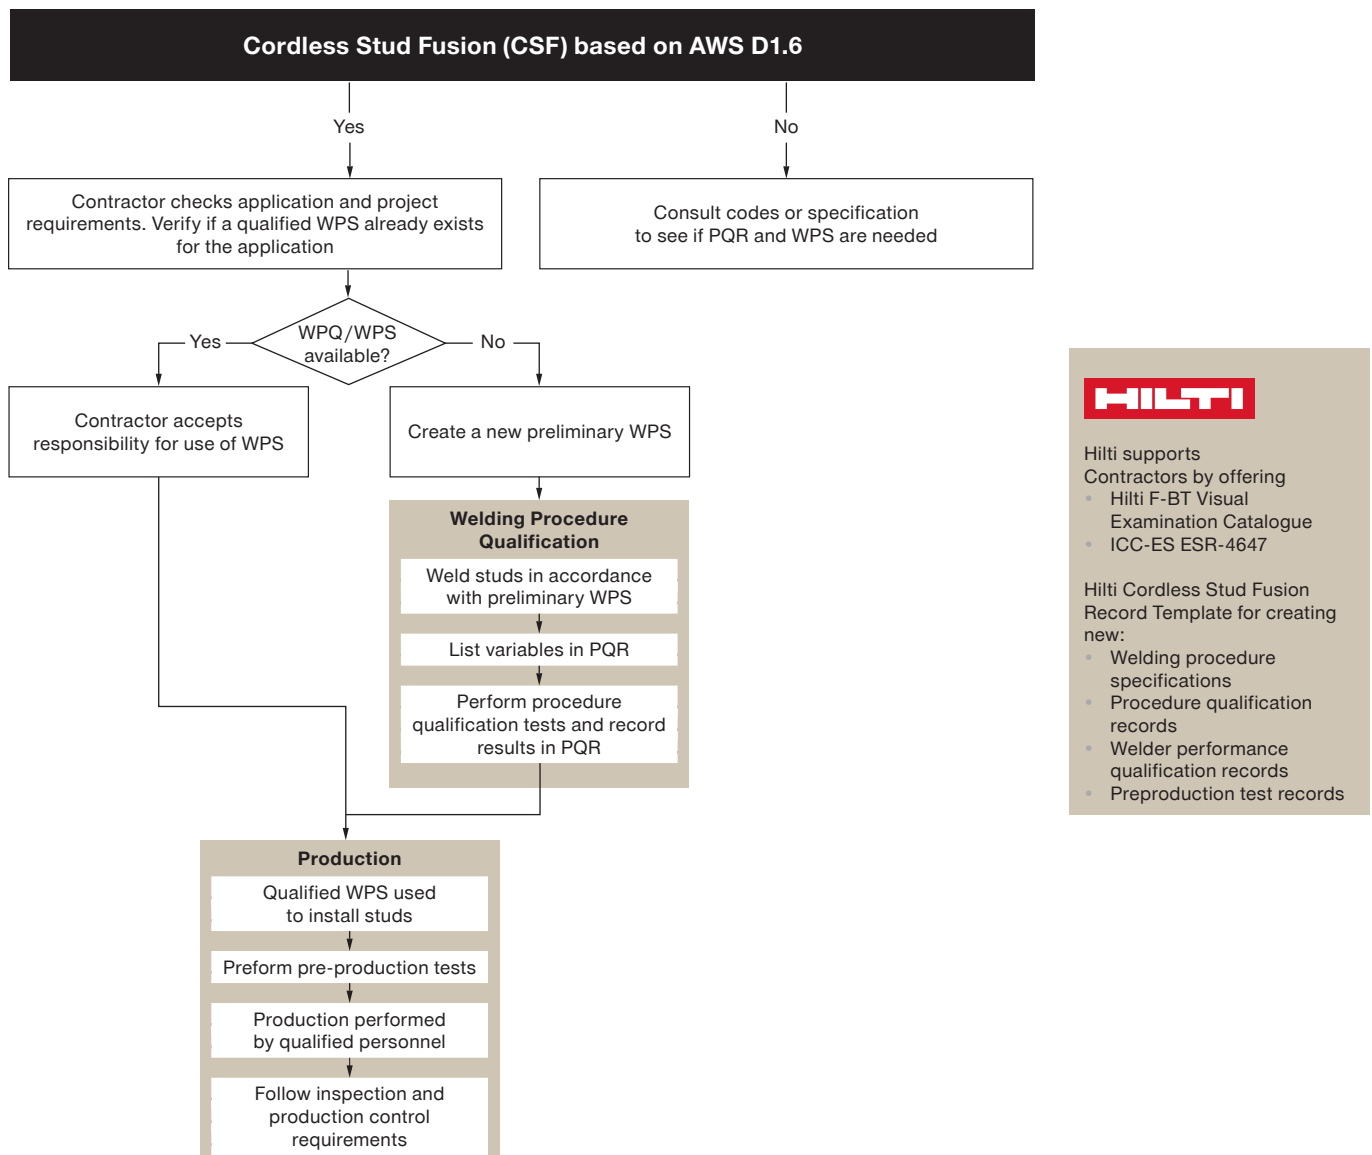 Cordless Stud Fusion (CSF) based on AWS D1.6
Yes
No
Contractor checks application and project
requirements. Verify if a qualified WPS already exists
for the application
Consult codes or specification
to see if PQR and WPS are needed
WPQ/WPS
available?
Yes
No
Contractor accepts
responsibility for use of WPS
Create a new preliminary WPS
Welding Procedure
Qualification
Weld studs in accordance
with preliminary WPS
List variables in PQR
Perform procedure
qualification tests and record
results in PQR
Production
Qualified WPS used
to install studs
Preform pre-production tests
Production performed
by qualified personnel
Follow inspection and
production control
requirements
HILTI
Hilti supports
Contractors by offering
• Hilti F-BT Visual
Examination Catalogue
• ICC-ES ESR-4647
Hilti Cordless Stud Fusion
Record Template for creating
new:
• Welding procedure
specifications
• Procedure qualification
records
• Welder performance
qualification records
• Preproduction test records